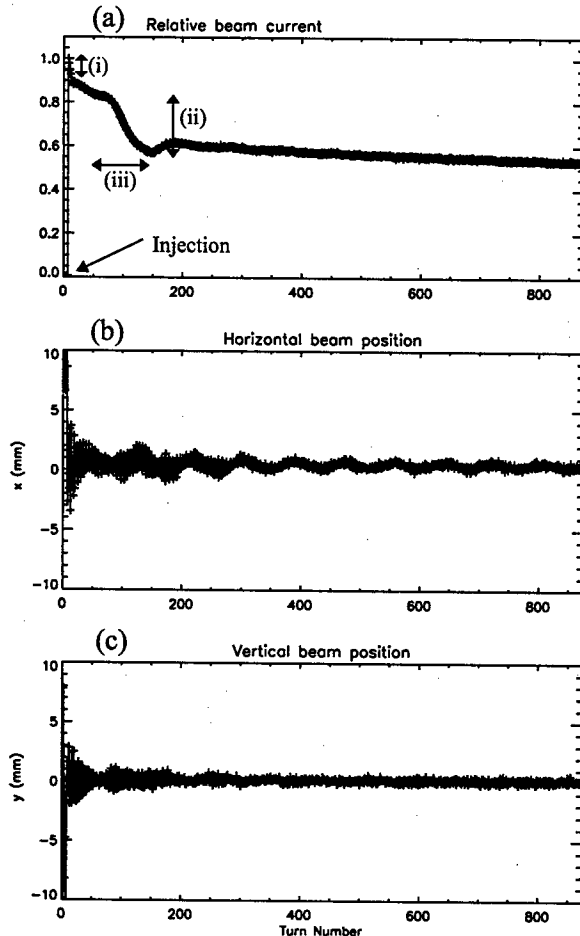 (a) Relative beam current
1.0
0.8
0.6
0.4
0.2
0.0
(i)
(ii)
(iii)
Injection
0 200 400 600 800
(b) Horizontal beam position
10
5
0
-5
-10
x (mm)
0 200 400 600 800
(c) Vertical beam position
10
5
0
-5
-10
y (mm)
0 200 400 600 800
Turn Number